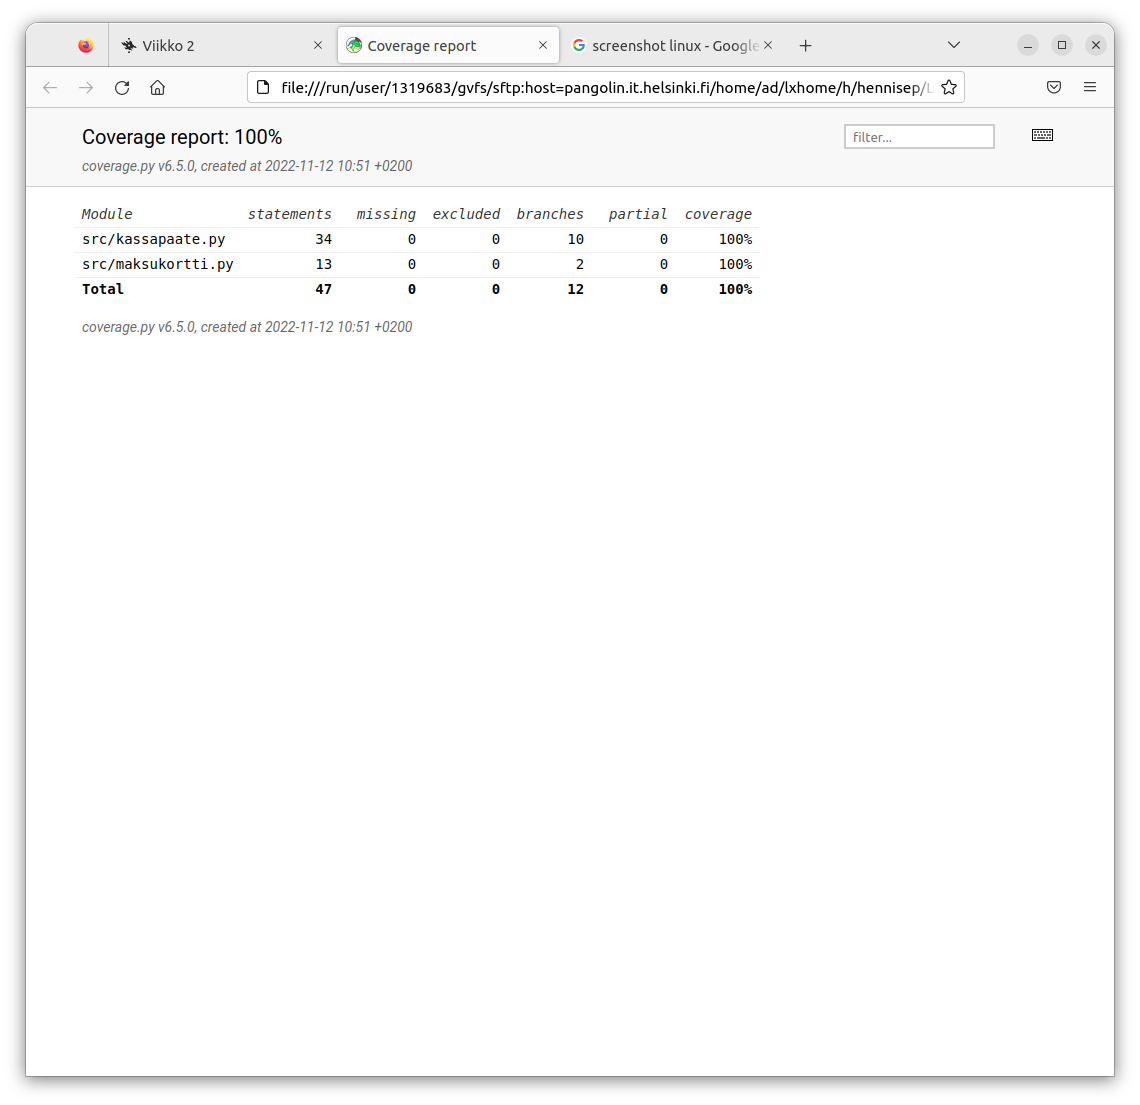 Viikko 2
Coverage report
screenshot linux - Google
file:///run/user/1319683/gvfs/sftp:host=pangolin.it.helsinki.fi/home/ad/lxhome/h/hennisep/L
Coverage report: 100%
filter...
coverage.py v6.5.0, created at 2022-11-12 10:51 +0200
Module statements missing excluded branches partial coverage
src/kassapaate.py 34 0 0 10 0 100%
src/maksukortti.py 13 0 0 2 0 100%
Total 47 0 0 12 0 100%
coverage.py v6.5.0, created at 2022-11-12 10:51 +0200